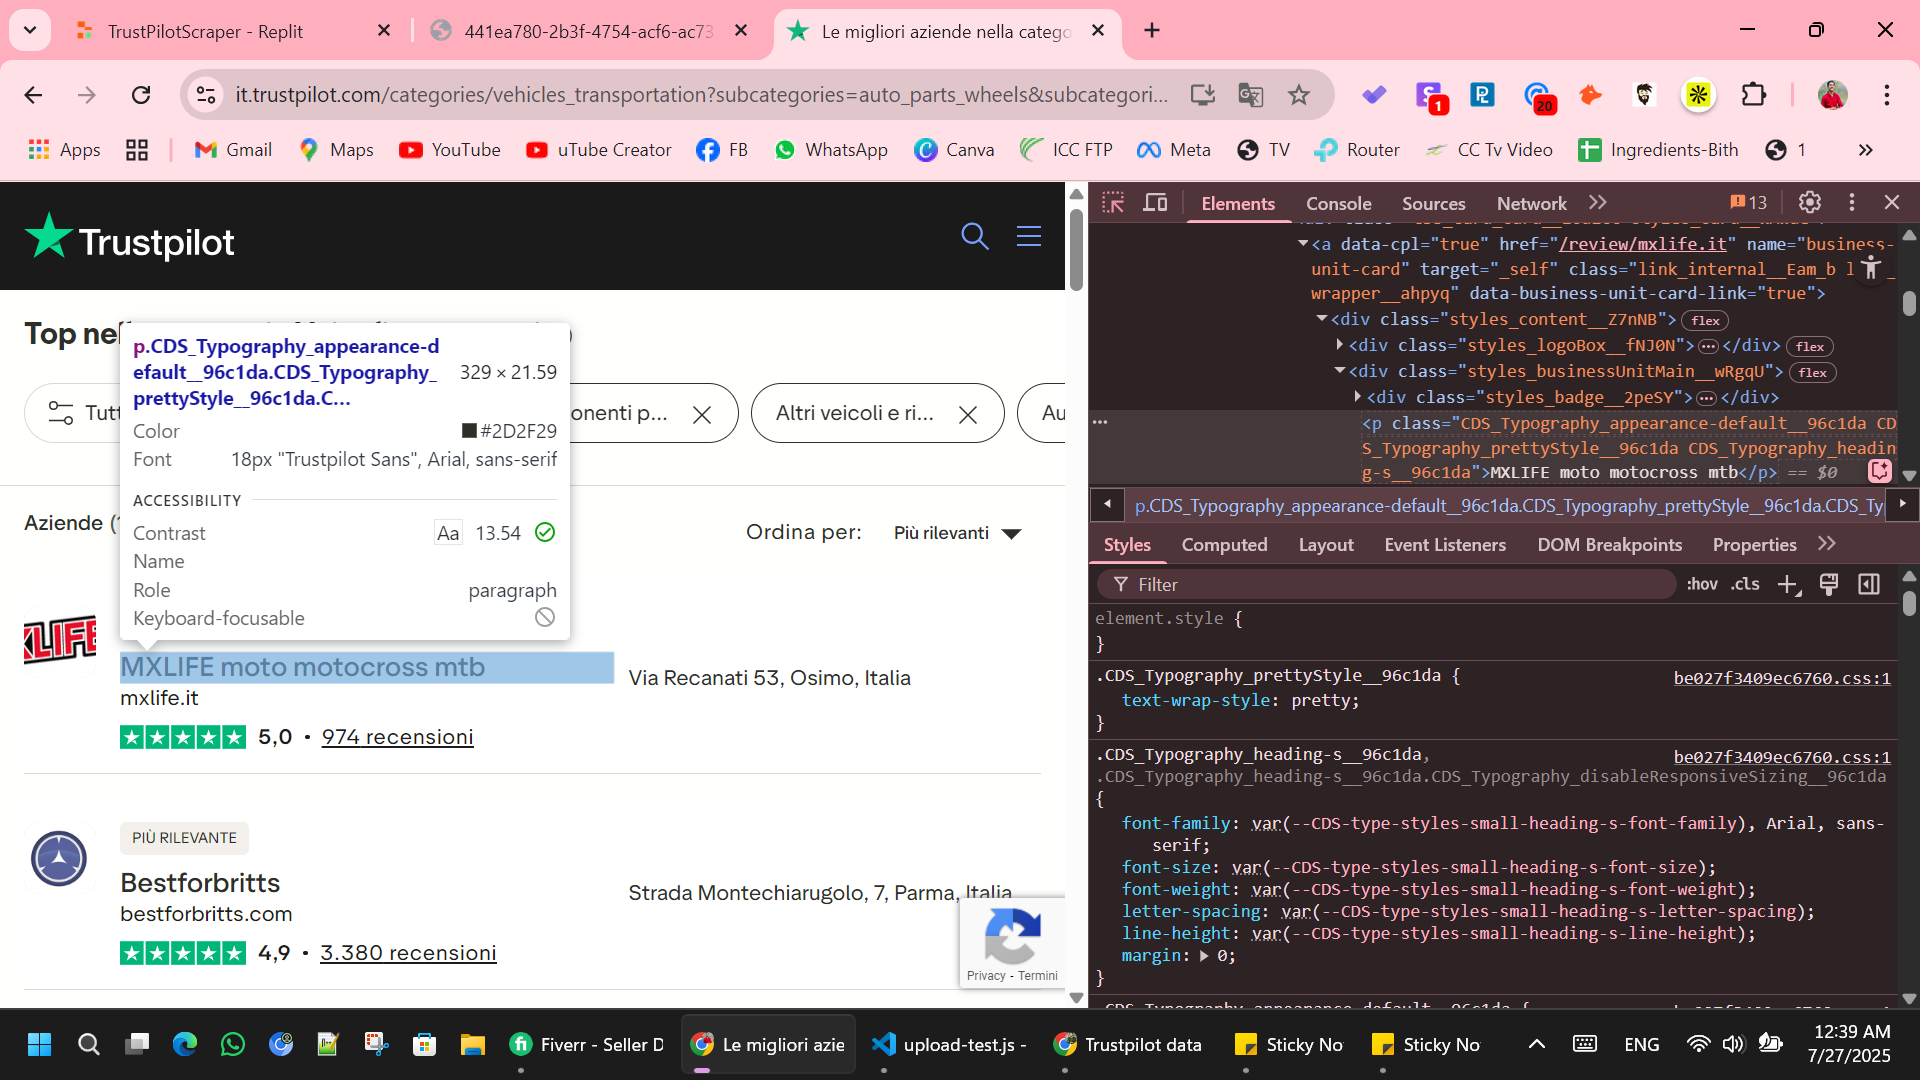 TrustPilotScraper - Replit
441ea780-2b3f-4754-acf6-ac73
Le migliori aziende nella catego
it.trustpilot.com/categories/vehicles_transportation?subcategories=auto_parts_wheels&subcategori...
1
20
Apps
Gmail
Maps
YouTube
uTube Creator
FB
WhatsApp
Canva
ICC FTP
Meta
TV
Router
CC Tv Video
Ingredients-Bith
1
Trustpilot
Top nel
p.CDS_Typography_appearance-d
efault__96c1da.CDS_Typography_
prettyStyle__96c1da.C...
329 × 21.59
Color
#2D2F29
Font
18px "Trustpilot Sans", Arial, sans-serif
ACCESSIBILITY
Contrast
Aa 13.54
Name
Role
paragraph
Keyboard-focusable
Tutt
onenti p...
Altri veicoli e ri...
Au
Aziende (
Ordina per:
Più rilevanti
XLIFE
MXLIFE moto motocross mtb
mxlife.it
5,0 • 974 recensioni
Via Recanati 53, Osimo, Italia
PIÙ RILEVANTE
Bestforbritts
bestforbritts.com
4,9 • 3.380 recensioni
Strada Montechiarugolo, 7, Parma, Italia
Privacy - Termini
Elements
Console
Sources
Network
13
<a data-cpl="true" href="/review/mxlife.it" name="business-
unit-card" target="_self" class="link_internal__Eam_b l _
wrapper__ahpyq" data-business-unit-card-link="true">
<div class="styles_content__Z7nNB"> flex
<div class="styles_logoBox__fNJ0N"> ... </div> flex
<div class="styles_businessUnitMain__wRgqU"> flex
<div class="styles_badge__2peSY"> ... </div>
<p class="CDS_Typography_appearance-default__96c1da CD
S_Typography_prettyStyle__96c1da CDS_Typography_headin
g-s__96c1da">MXLIFE moto motocross mtb</p> == $0
p.CDS_Typography_appearance-default__96c1da.CDS_Typography_prettyStyle__96c1da.CDS_Ty
Styles
Computed
Layout
Event Listeners
DOM Breakpoints
Properties
Filter
:hov
.cls
element.style {
}
.CDS_Typography_prettyStyle__96c1da {
be027f3409ec6760.css:1
text-wrap-style: pretty;
}
.CDS_Typography_heading-s__96c1da,
be027f3409ec6760.css:1
.CDS_Typography_heading-s__96c1da.CDS_Typography_disableResponsiveSizing__96c1da
{
font-family: var(--CDS-type-styles-small-heading-s-font-family), Arial, sans-
serif;
font-size: var(--CDS-type-styles-small-heading-s-font-size);
font-weight: var(--CDS-type-styles-small-heading-s-font-weight);
letter-spacing: var(--CDS-type-styles-small-heading-s-letter-spacing);
line-height: var(--CDS-type-styles-small-heading-s-line-height);
margin: 0;
}
Fiverr - Seller D
Le migliori azie
upload-test.js -
Trustpilot data
Sticky No
Sticky No
ENG
12:39 AM
7/27/2025